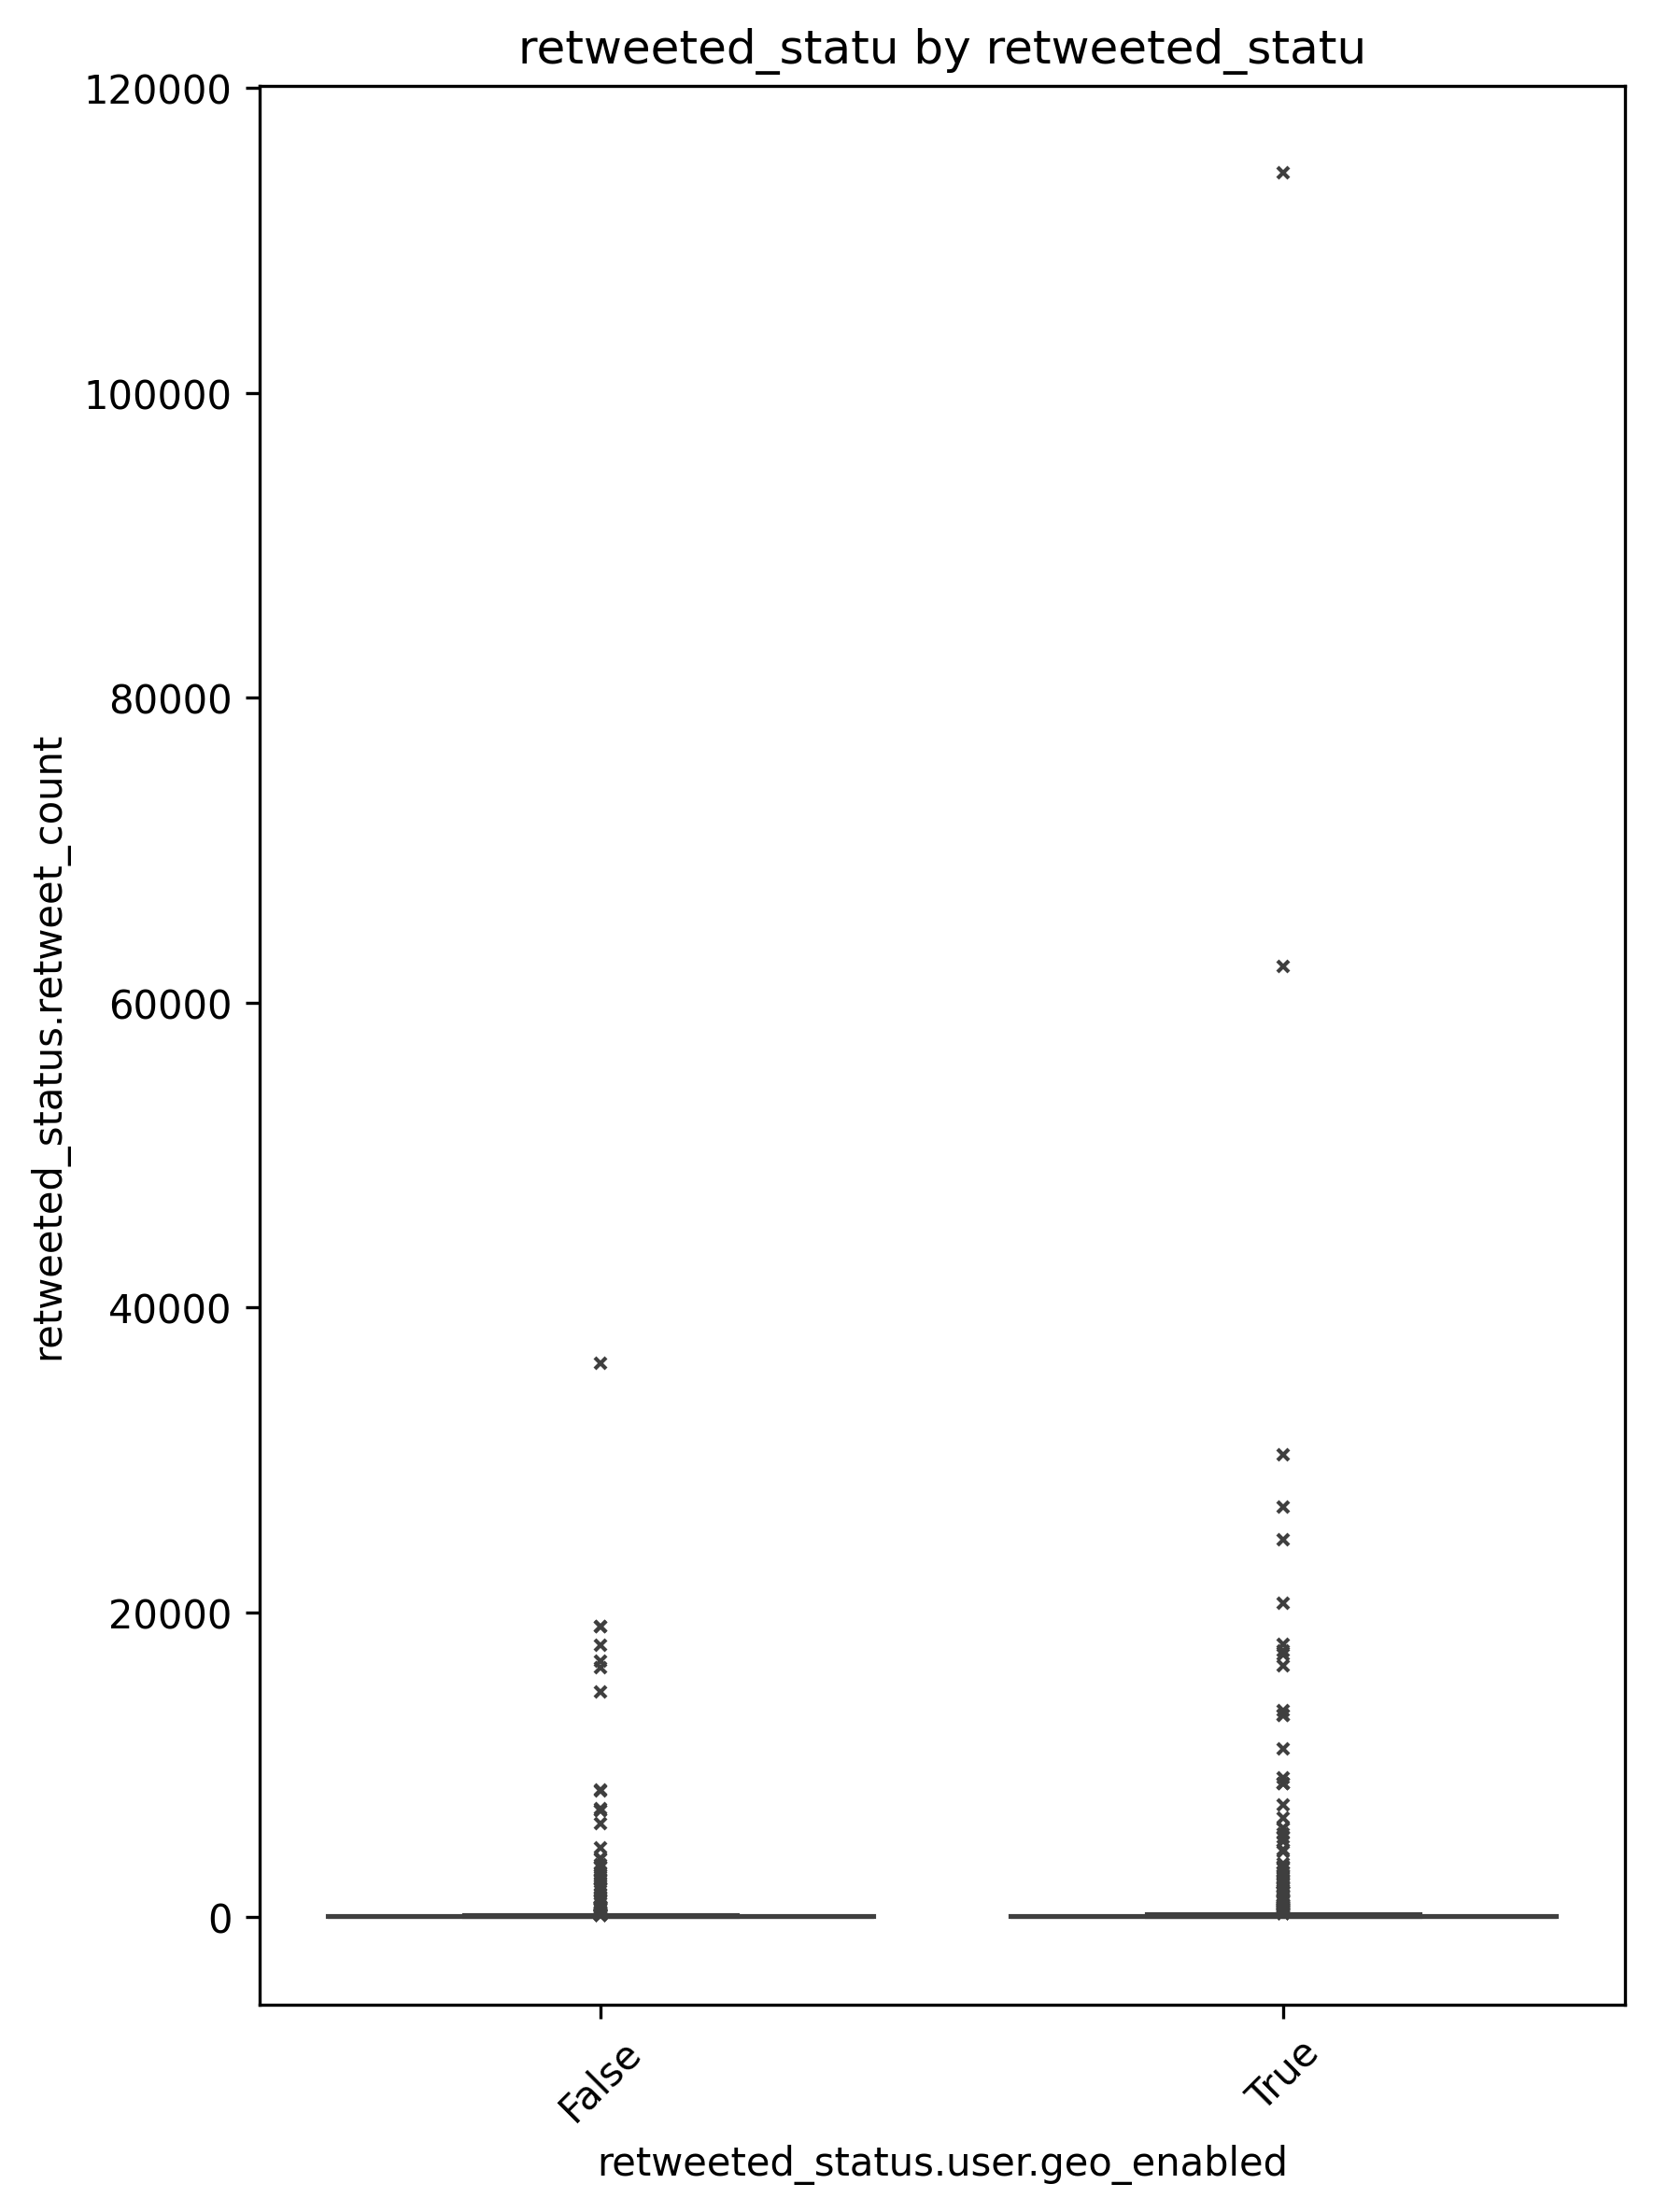 retweeted_statu by retweeted_statu
120000
100000
80000
60000
40000
20000
0
retweeted_status.retweet_count
False
True
retweeted_status.user.geo_enabled